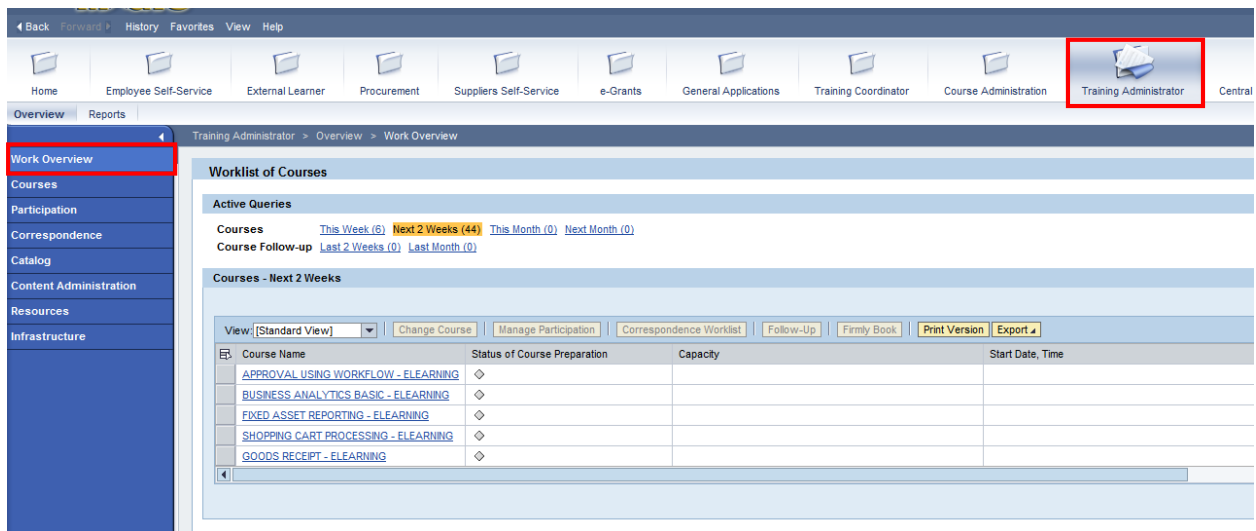 Back Forward History Favorites View Help
Home Employee Self-Service External Learner Procurement Suppliers Self-Service e-Grants General Applications Training Coordinator Course Administration Training Administrator Central
Overview Reports
Training Administrator > Overview > Work Overview
Work Overview
Courses
Participation
Correspondence
Catalog
Content Administration
Resources
Infrastructure
Worklist of Courses
Active Queries
Courses This Week (6) Next 2 Weeks (44) This Month (0) Next Month (0)
Course Follow-up Last 2 Weeks (0) Last Month (0)
Courses - Next 2 Weeks
View: [Standard View] Change Course Manage Participation Correspondence Worklist Follow-Up Firmly Book Print Version Export
Course Name Status of Course Preparation Capacity Start Date, Time
APPROVAL USING WORKFLOW - ELEARNING
BUSINESS ANALYTICS BASIC - ELEARNING
FIXED ASSET REPORTING - ELEARNING
SHOPPING CART PROCESSING - ELEARNING
GOODS RECEIPT - ELEARNING